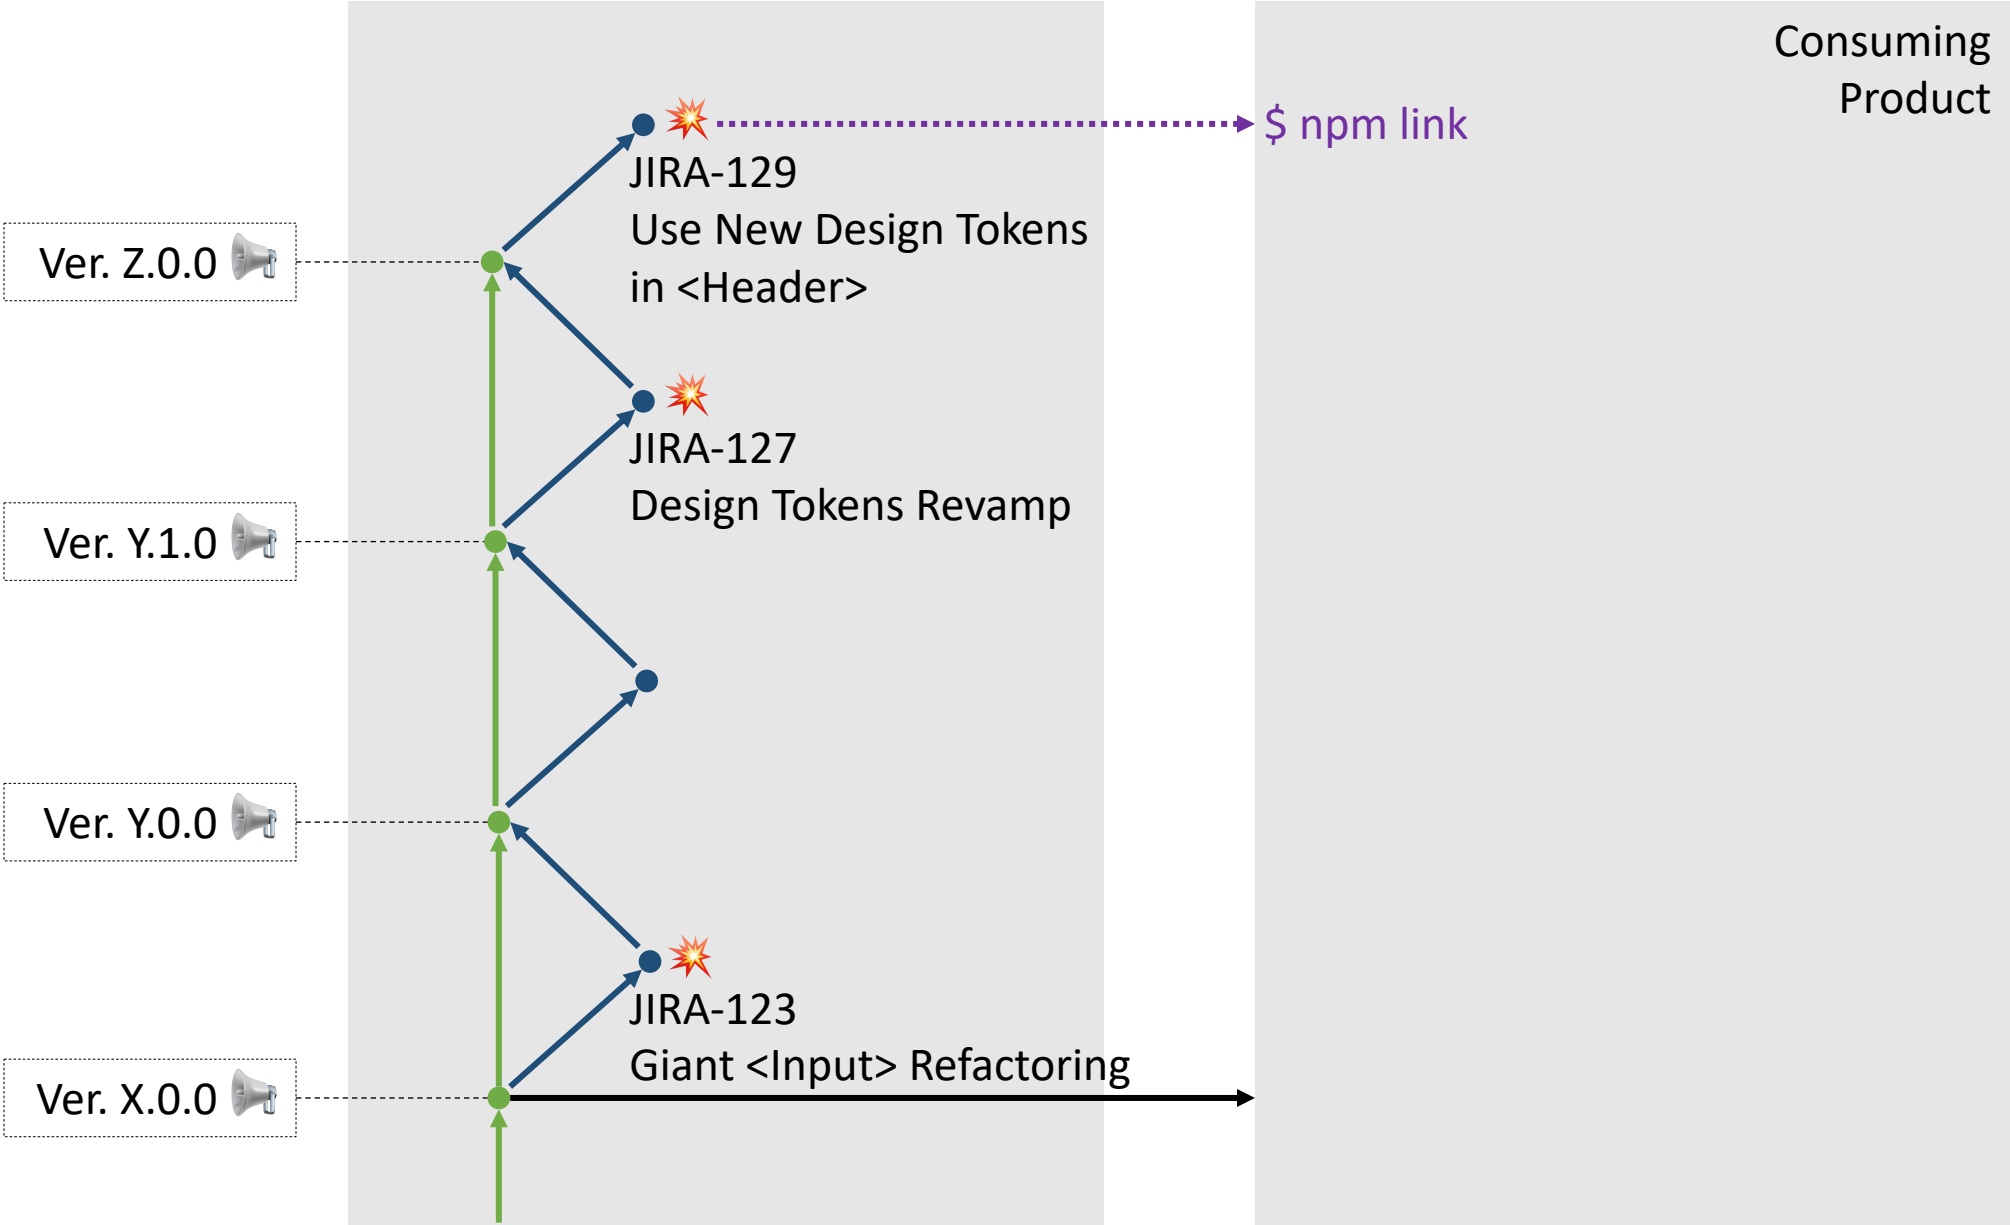 Consuming
Product
$ npm link
JIRA-129
Use New Design Tokens
in <Header>
Ver. Z.0.0
JIRA-127
Design Tokens Revamp
Ver. Y.1.0
Ver. Y.0.0
JIRA-123
Giant <Input> Refactoring
Ver. X.0.0